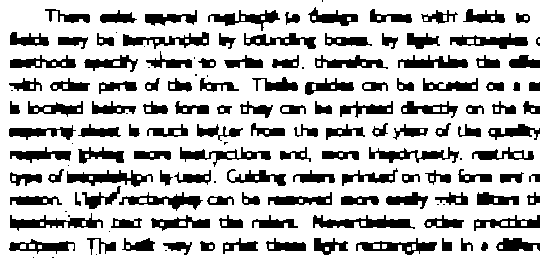 There exist several methods to design forms with fields to
fields may be surrounded by bounding boxes, by light rectangles o
methods specify where to write and, therefore, minimize the effec
with other parts of the form. These guides can be located on a s
is located below the form or they can be printed directly on the fo
separate sheet is much better from the point of view of the quality
requires giving more instructions and, more importantly, restricts
type of is used. Guiding rulers printed on the form are m
reason. Light rectangles can be removed more easily with filters th
handwritten text touches the rulers. Nevertheless, other practical
account: The best way to print these light rectangles is in a differe